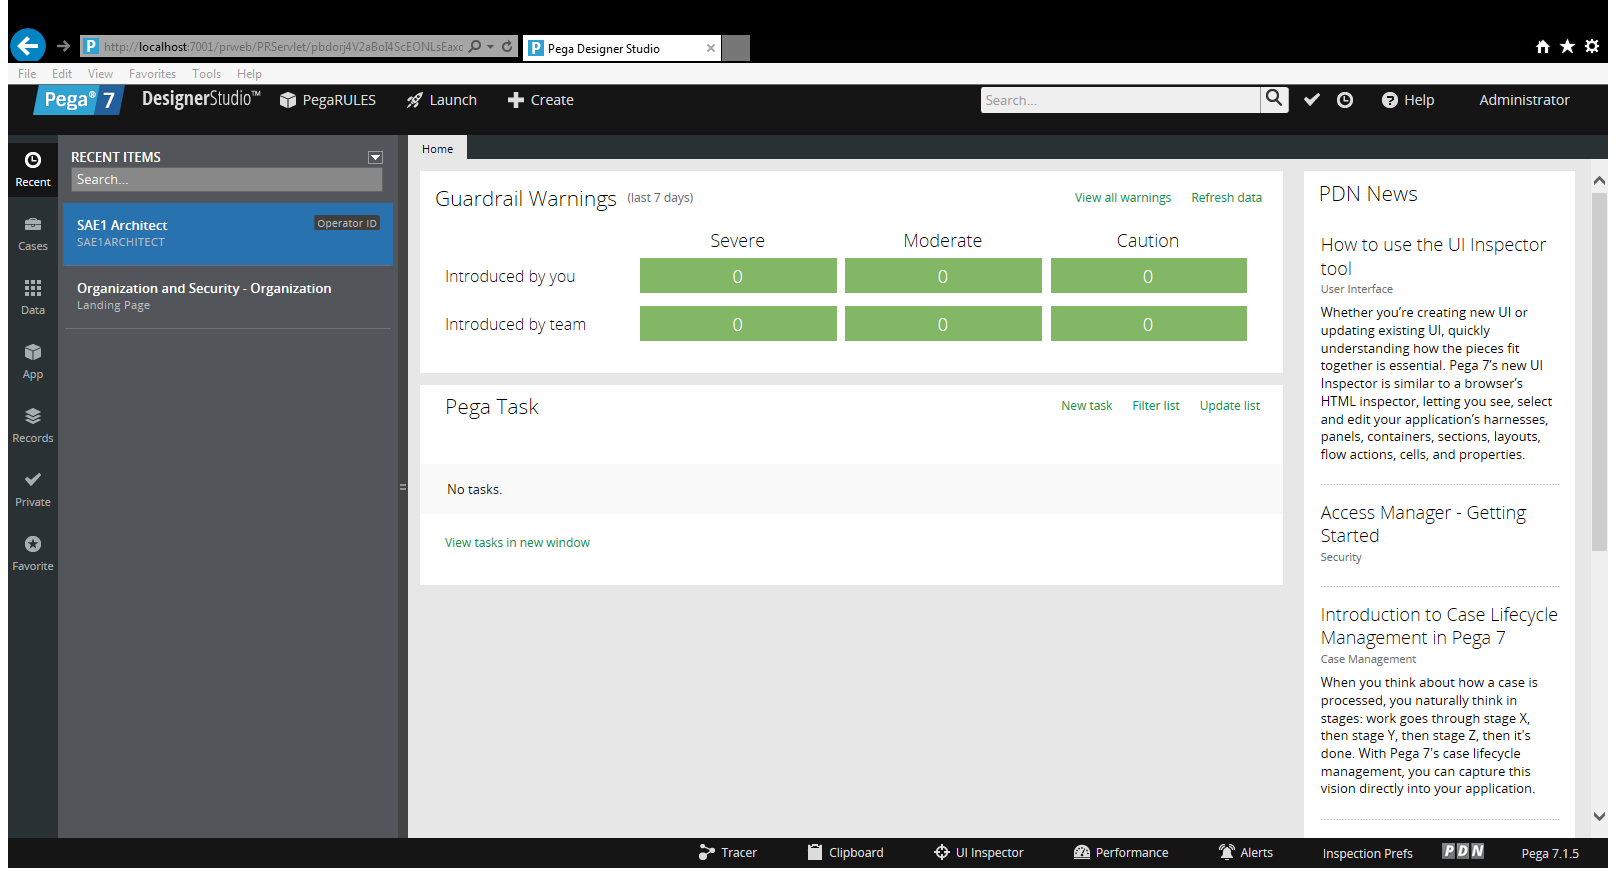 http://localhost:7001/prweb/PRServlet/pbdorj4V2aBoI4ScEONLsEaxc
Pega Designer Studio
File Edit View Favorites Tools Help
Pega® 7 DesignerStudio™ PegaRULES Launch Create Search... Help Administrator
Recent
Cases
Data
App
Records
Private
Favorite
RECENT ITEMS
Search...
SAE1 Architect Operator ID
SAE1ARCHITECT
Organization and Security - Organization
Landing Page
Home
Guardrail Warnings (last 7 days) View all warnings Refresh data
Severe Moderate Caution
Introduced by you 0 0 0
Introduced by team 0 0 0
Pega Task New task Filter list Update list
No tasks.
View tasks in new window
PDN News
How to use the UI Inspector
tool
User Interface
Whether you’re creating new UI or
updating existing UI, quickly
understanding how the pieces fit
together is essential. Pega 7’s new UI
Inspector is similar to a browser’s
HTML inspector, letting you see, select
and edit your application’s harnesses,
panels, containers, sections, layouts,
flow actions, cells, and properties.
Access Manager - Getting
Started
Security
Introduction to Case Lifecycle
Management in Pega 7
Case Management
When you think about how a case is
processed, you naturally think in
stages: work goes through stage X,
then stage Y, then stage Z, then it's
done. With Pega 7's case lifecycle
management, you can capture this
vision directly into your application.
Tracer Clipboard UI Inspector Performance Alerts Inspection Prefs PDN Pega 7.1.5